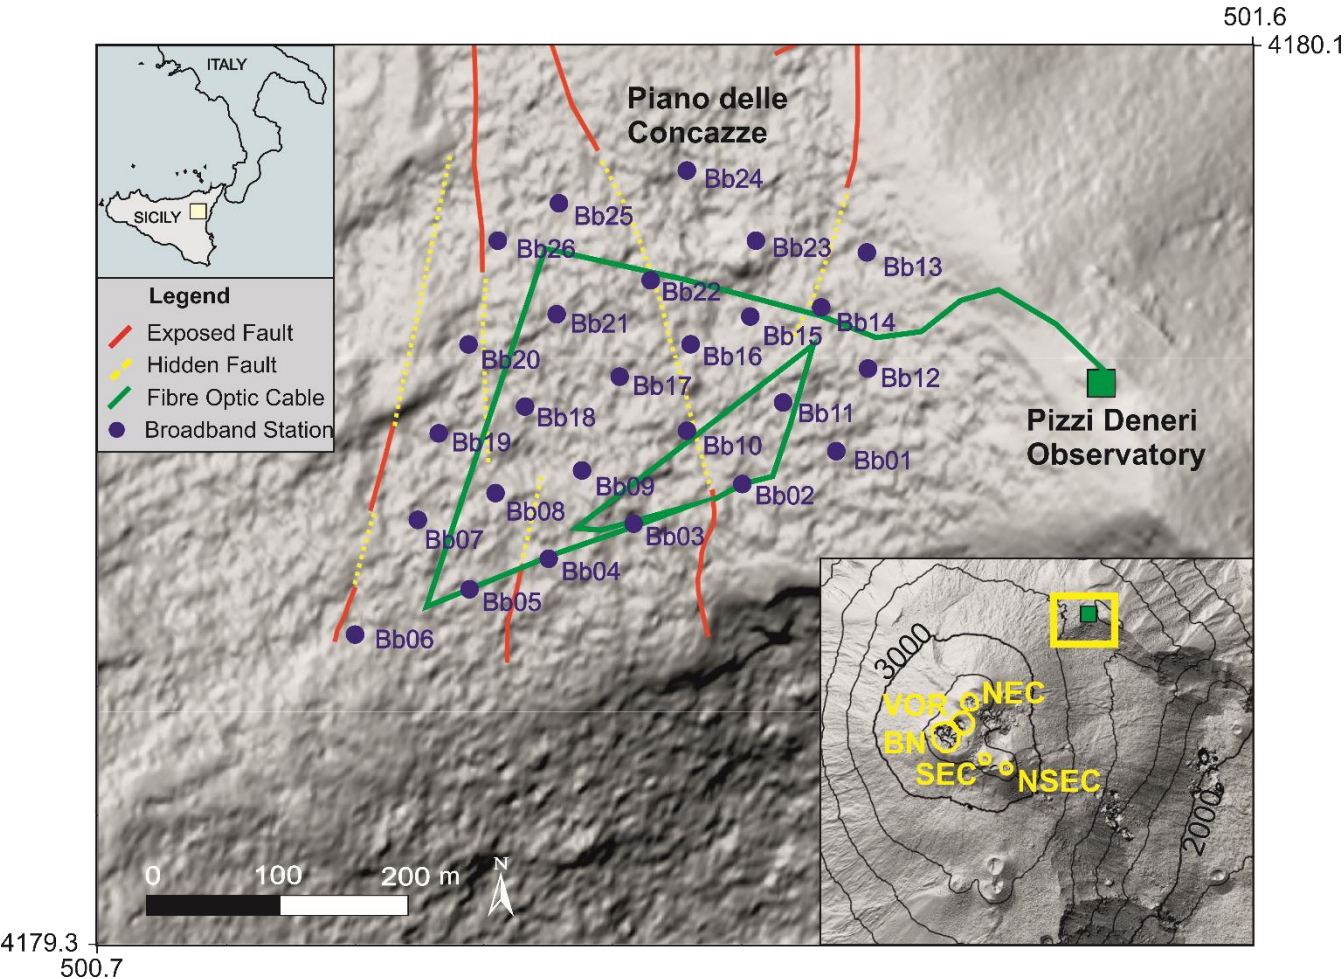 501.6
4180.1
ITALY
SICILY
Legend
Exposed Fault
Hidden Fault
Fibre Optic Cable
Broadband Station
Piano delle
Concazze
Bb24
Bb25
Bb26
Bb23
Bb13
Bb22
Bb21
Bb14
Bb15
Bb20
Bb16
Bb12
Bb17
Bb18
Bb11
Bb19
Bb10
Bb01
Bb09
Bb02
Bb08
Bb07
Bb03
Bb04
Bb05
Bb06
Pizzi Deneri
Observatory
3000
NEC
VOR
BN
SEC
NSEC
2000
0 100 200 m
N
4179.3
500.7